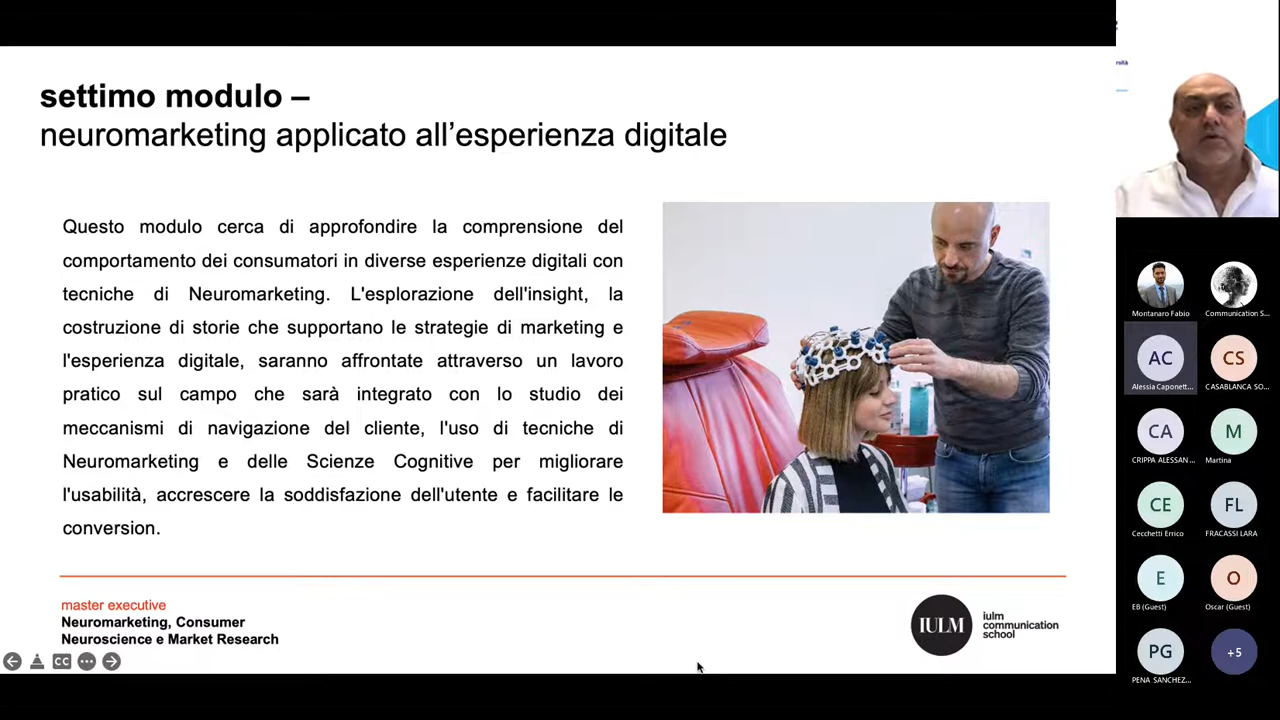 settimo modulo –
neuromarketing applicato all'esperienza digitale
Questo modulo cerca di approfondire la comprensione del
comportamento dei consumatori in diverse esperienze digitali con
tecniche di Neuromarketing. L'esplorazione dell'insight, la
costruzione di storie che supportano le strategie di marketing e
l'esperienza digitale, saranno affrontate attraverso un lavoro
pratico sul campo che sarà integrato con lo studio dei
meccanismi di navigazione del cliente, l'uso di tecniche di
Neuromarketing e delle Scienze Cognitive per migliorare
l'usabilità, accrescere la soddisfazione dell'utente e facilitare le
conversion.
master executive
Neuromarketing, Consumer
Neuroscience e Market Research
IULM
iulm
communication
school
CC
rsità
Montanaro Fabio
Communication S...
AC
Alessia Caponett...
CS
CASABLANCA SO...
CA
CRIPPA ALESSAN...
M
Martina
CE
Cecchetti Errico
FL
FRACASSI LARA
E
EB (Guest)
O
Oscar (Guest)
PG
PENA SANCHEZ...
+5